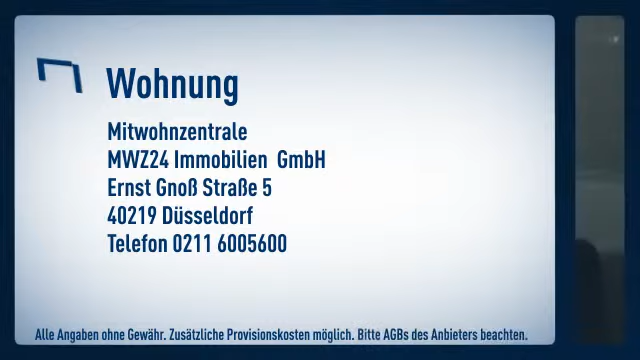 Wohnung
Mitwohnzentrale
MWZ24 Immobilien GmbH
Ernst Gnoß Straße 5
40219 Düsseldorf
Telefon 0211 6005600
Alle Angaben ohne Gewähr. Zusätzliche Provisionskosten möglich. Bitte AGBs des Anbieters beachten.